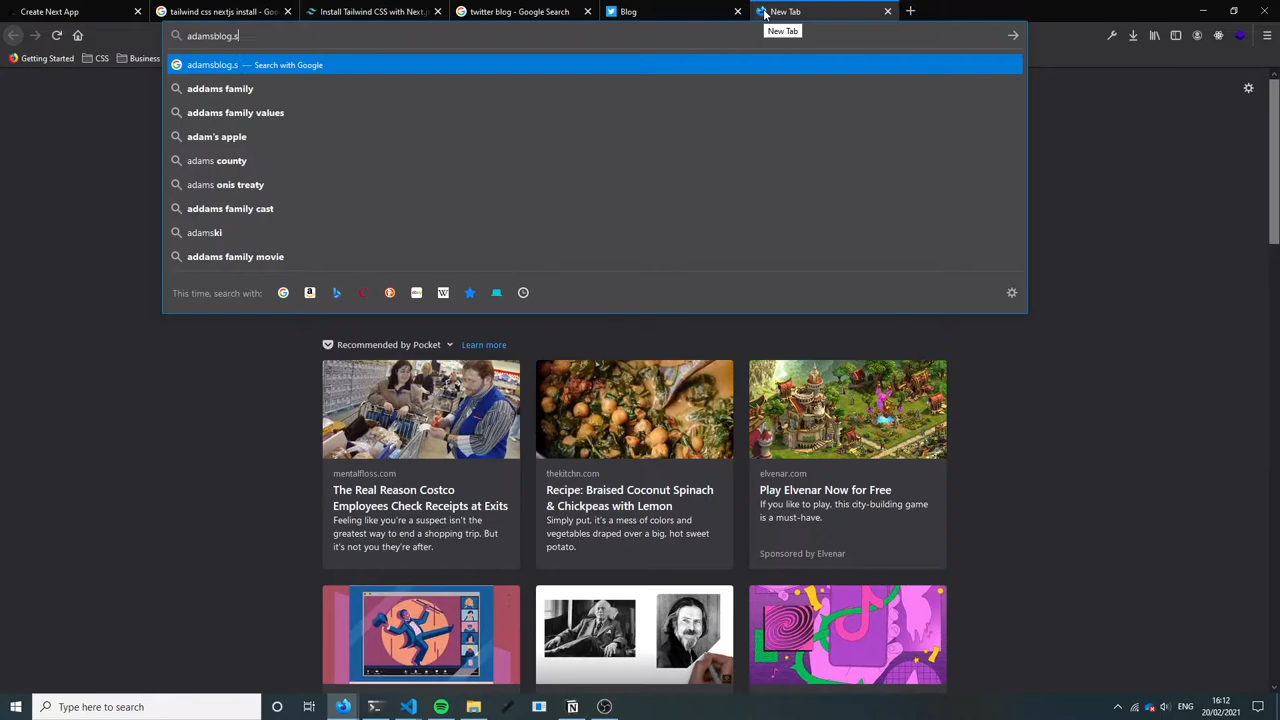 Create Next App
tailwind css nextjs install - Goo
Install Tailwind CSS with Next.js
twitter blog - Google Search
Blog
New Tab
adamsblog.s
New Tab
Getting Started
CSS
Business
adamsblog.s — Search with Google
addams family
addams family values
adam's apple
adams county
adams onis treaty
addams family cast
adamski
addams family movie
This time, search with:
Recommended by Pocket
Learn more
mentalfloss.com
The Real Reason Costco
Employees Check Receipts at Exits
Feeling like you're a suspect isn't the
greatest way to end a shopping trip. But
it's not you they're after.
thekitchn.com
Recipe: Braised Coconut Spinach
& Chickpeas with Lemon
Simply put, it's a mess of colors and
vegetables draped over a big, hot sweet
potato.
elvenar.com
Play Elvenar Now for Free
If you like to play, this city-building game
is a must-have.
Sponsored by Elvenar
Type here to search
ENG
16:12
20/02/2021